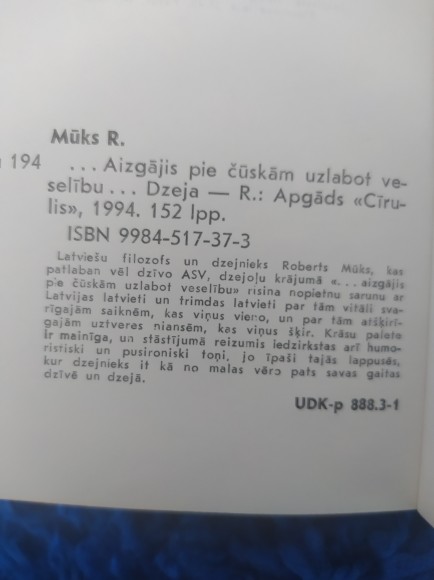 Mūks R.
194 ... Aizgājis pie čūskām uzlabot ve-
selību ... Dzeja — R.: Apgāds «Cīru-
lis», 1994. 152 lpp.
ISBN 9984-517-37-3
Latviešu filozofs un dzejnieks Roberts Mūks, kas
patlaban vēl dzīvo ASV, dzejoļu krājumā «... aizgājis
pie čūskām uzlabot veselību» risina nopietnu sarunu ar
Latvijas latvieti un trimdas latvieti par tām vitāli sva-
rīgajām saiknēm, kas viņus vieno, un par tām atšķirī-
gajām uztveres niansēm, kas viņus šķir. Krāsu palete
ir mainīga, un stāstījumā reizumis iedzirkstas arī humo-
ristiski un pusironiski toņi, jo īpaši tajās lappusēs,
kur dzejnieks it kā no malas vēro pats savas gaitas
dzīvē un dzejā.
UDK-p 888.3-1